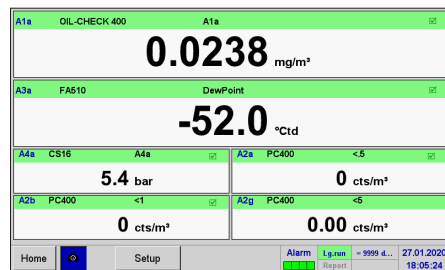 A1a OIL-CHECK 400 A1a
0.0238 mg/m³
A3a FA510 DewPoint
-52.0 °Ctd
A4a CS16 A4a
5.4 bar
A2a PC400 <.5
0 cts/m³
A2b PC400 <1
0 cts/m³
A2g PC400 <5
0.00 cts/m³
Home Setup Alarm Lg.run = 9999 d... 27.01.2020
Report 18:05:24